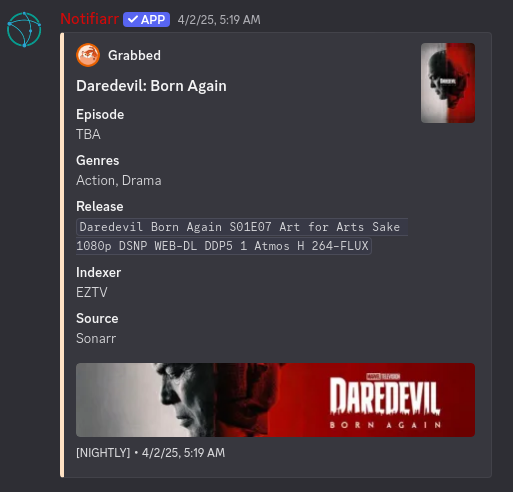 Notifiarr ✓ APP 4/2/25, 5:19 AM
Grabbed
Daredevil: Born Again
DAREDEVIL
Episode
TBA
Genres
Action, Drama
Release
Daredevil Born Again S01E07 Art for Arts Sake
1080p DSNP WEB-DL DDP5 1 Atmos H 264-FLUX
Indexer
EZTV
Source
Sonarr
MARVEL TELEVISION
DAREDEVIL
BORN AGAIN
[NIGHTLY] • 4/2/25, 5:19 AM